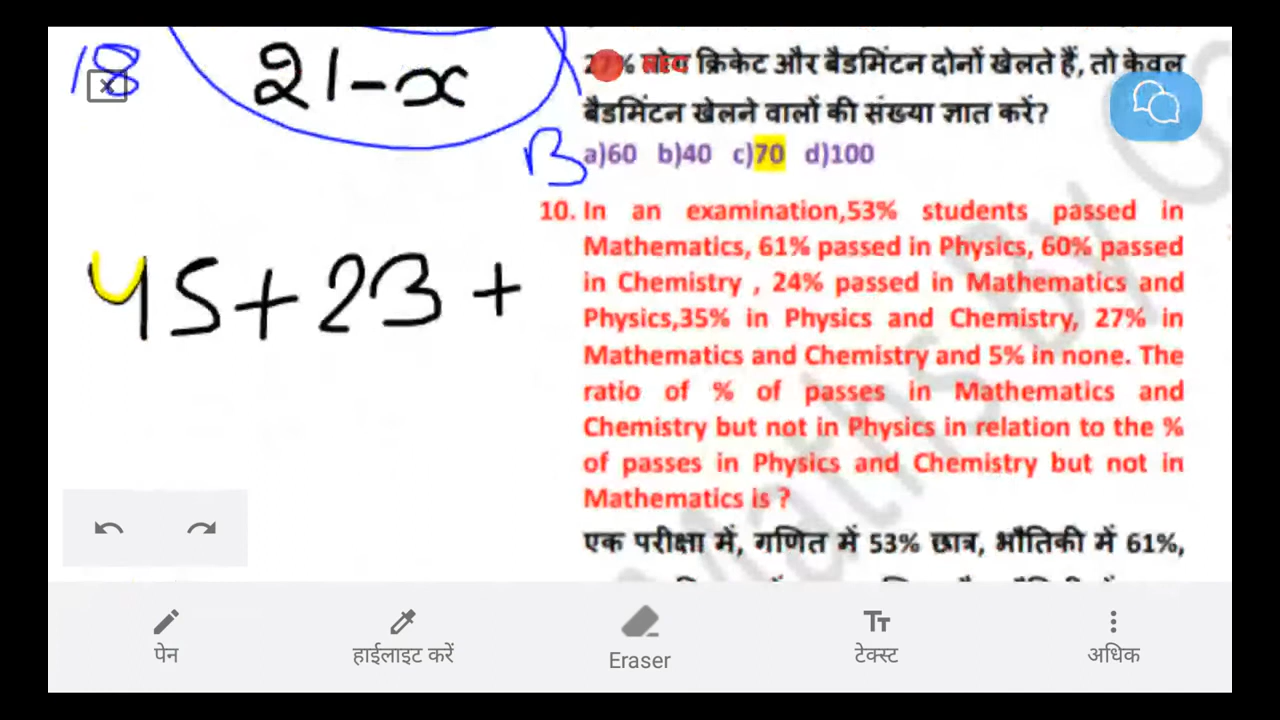 18
21-x
B
45+23+
27% लोग क्रिकेट और बैडमिंटन दोनों खेलते हैं, तो केवल
बैडमिंटन खेलने वालों की संख्या ज्ञात करें?
a)60 b)40 c)70 d)100
10. In an examination,53% students passed in
Mathematics, 61% passed in Physics, 60% passed
in Chemistry , 24% passed in Mathematics and
Physics,35% in Physics and Chemistry, 27% in
Mathematics and Chemistry and 5% in none. The
ratio of % of passes in Mathematics and
Chemistry but not in Physics in relation to the %
of passes in Physics and Chemistry but not in
Mathematics is ?
एक परीक्षा में, गणित में 53% छात्र, भौतिकी में 61%,
Maths By
पेन
हाईलाइट करें
Eraser
Tт
टेक्स्ट
अधिक